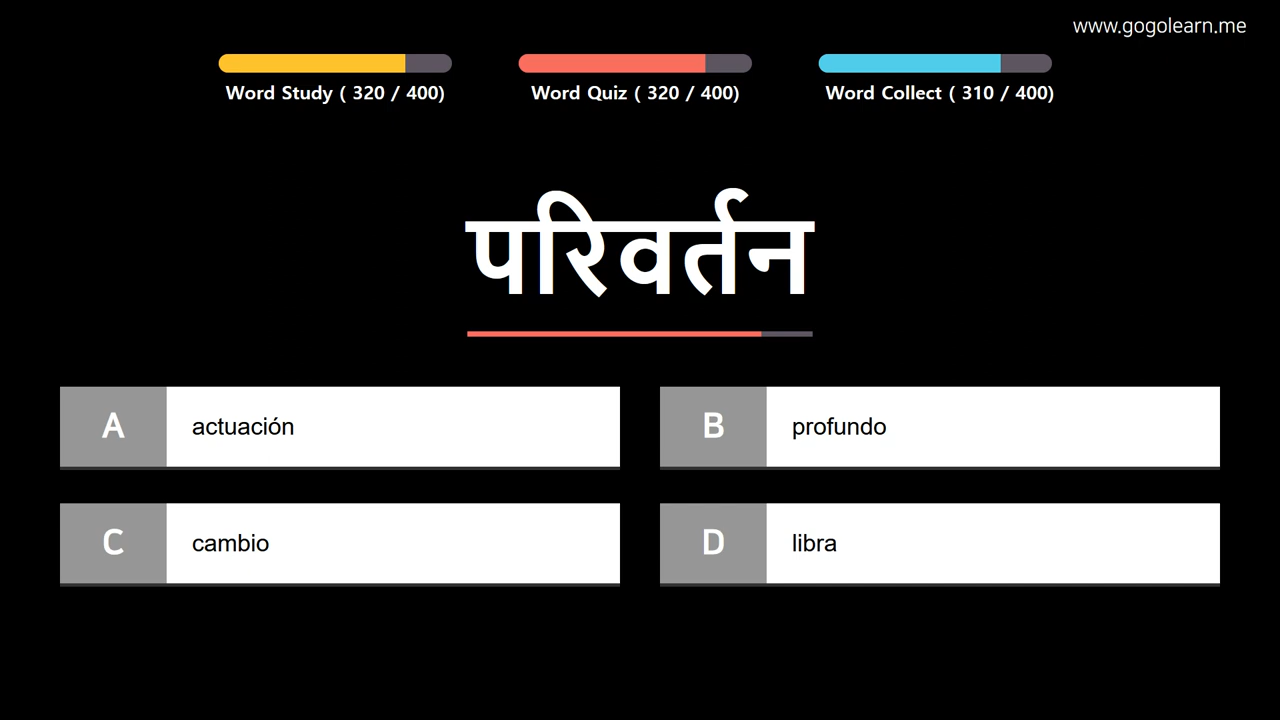 www.gogolearn.me
Word Study ( 320 / 400)
Word Quiz ( 320 / 400)
Word Collect ( 310 / 400)
परिवर्तन
A actuación
B profundo
C cambio
D libra